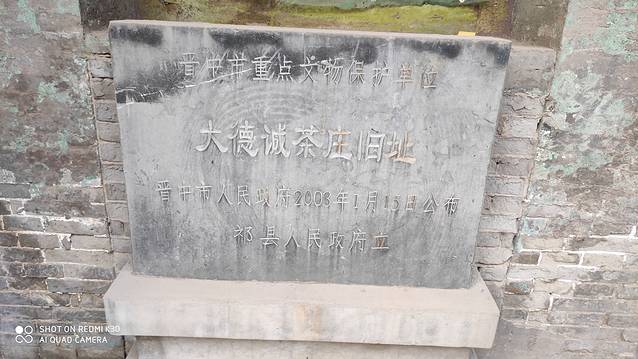 晋中市重点文物保护单位
大德诚茶庄旧址
晋中市人民政府2003年1月15日公布
祁县人民政府立
SHOT ON REDMI K30
AI QUAD CAMERA